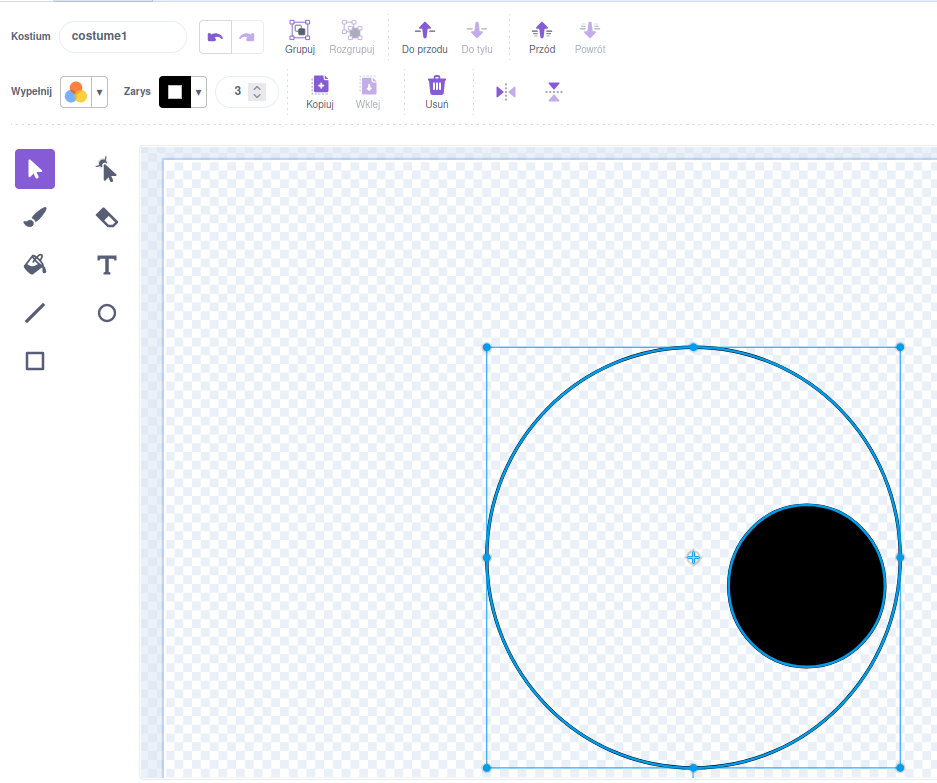 Kostium costume1
Grupuj Rozgrupuj Do przodu Do tyłu Przód Powrót
Wypełnij Zarys 3
Kopiuj Wklej Usuń
T